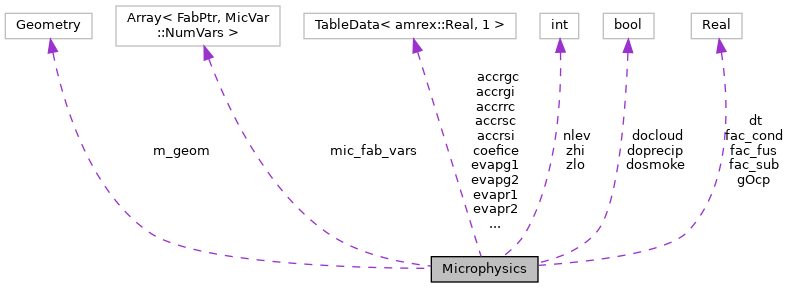 Geometry
Array< FabPtr, MicVar
::NumVars >
TableData< amrex::Real, 1 >
int
bool
Real
m_geom
mic_fab_vars
accrgc
accrgi
accrrc
accrsc
accrsi
coefice
evapg1
evapg2
evapr1
evapr2
...
nlev
zhi
zlo
docloud
doprecip
dosmoke
dt
fac_cond
fac_fus
fac_sub
gOcp
Microphysics